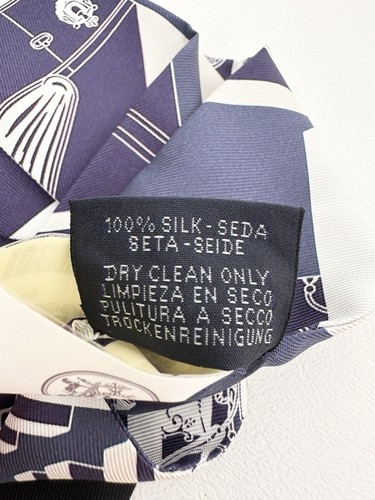 100% SILK-SEDA
SETA-SEIDE
DRY CLEAN ONLY
LIMPIEZA EN SECO
PULITURA A SECCO
TROCKENREINIGUNG